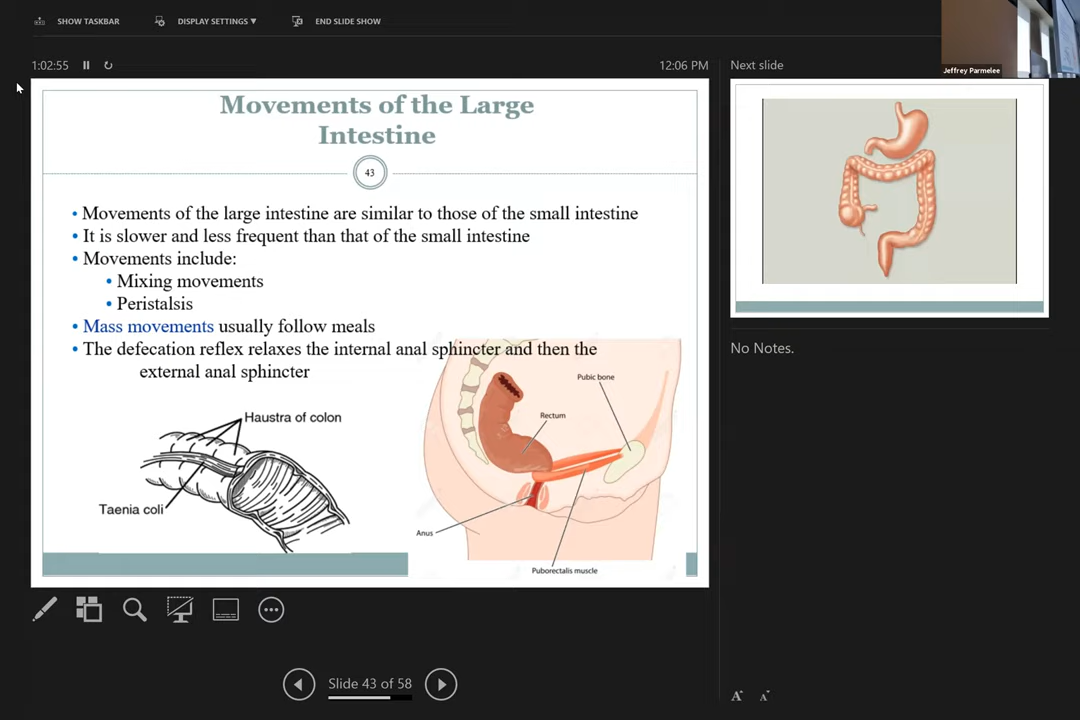 SHOW TASKBAR
DISPLAY SETTINGS ▼
END SLIDE SHOW
Jeffrey Parmelee
1:02:55
12:06 PM
Next slide
Movements of the Large
Intestine
43
• Movements of the large intestine are similar to those of the small intestine
• It is slower and less frequent than that of the small intestine
• Movements include:
• Mixing movements
• Peristalsis
• Mass movements usually follow meals
• The defecation reflex relaxes the internal anal sphincter and then the
external anal sphincter
Haustra of colon
Taenia coli
Pubic bone
Rectum
Anus
Puborectalis muscle
No Notes.
Slide 43 of 58
A A